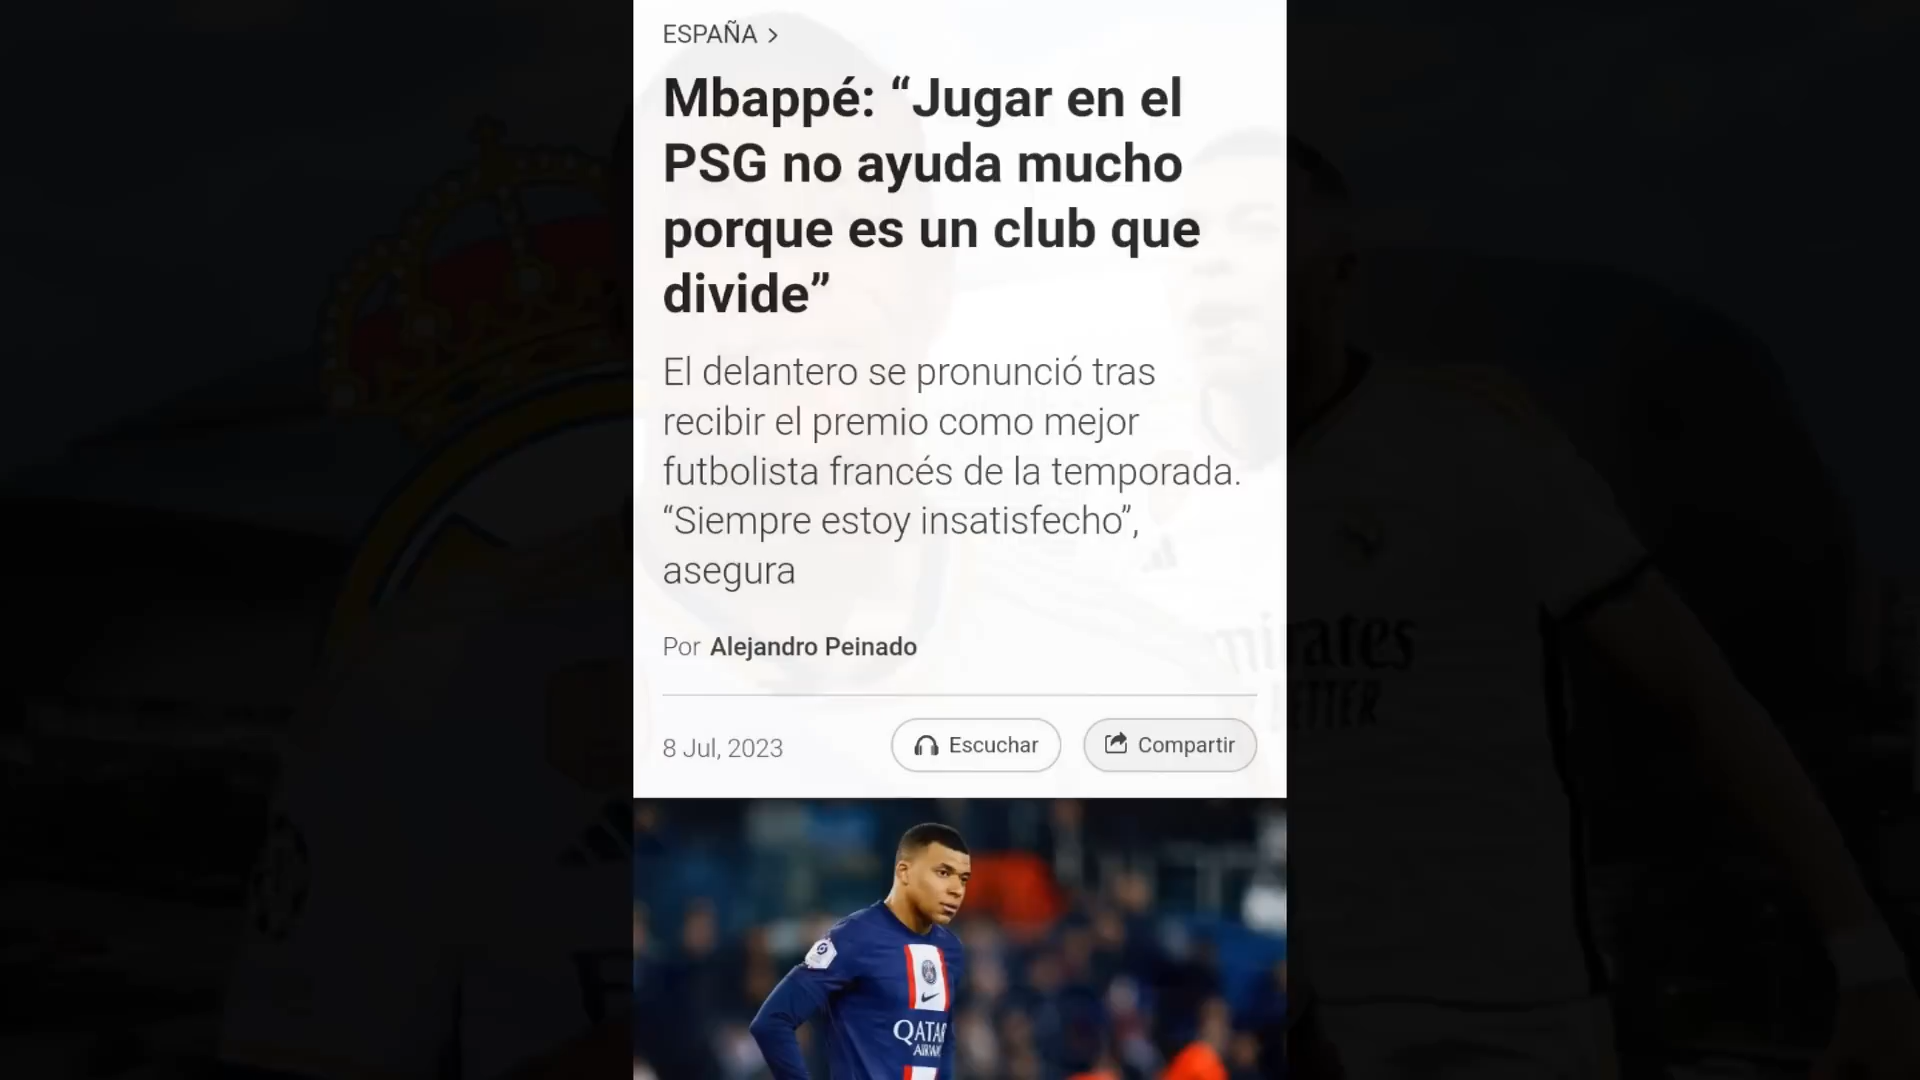 ESPAÑA >
Mbappé: “Jugar en el
PSG no ayuda mucho
porque es un club que
divide”
El delantero se pronunció tras
recibir el premio como mejor
futbolista francés de la temporada.
“Siempre estoy insatisfecho”,
asegura
Por Alejandro Peinado
8 Jul, 2023
Escuchar
Compartir
QATAR
AIRWAYS